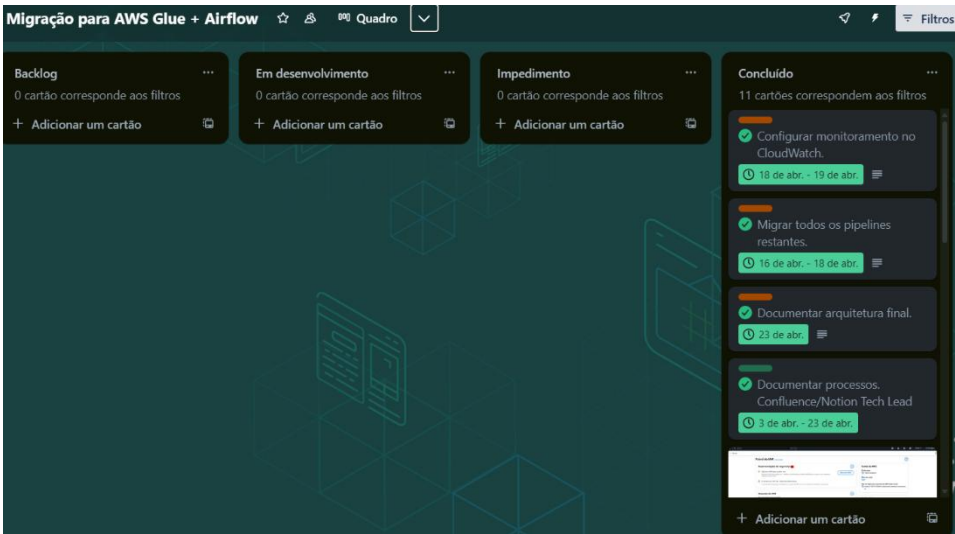 Migração para AWS Glue + Airflow
Quadro
Filtros
Backlog
0 cartão corresponde aos filtros
+ Adicionar um cartão
Em desenvolvimento
0 cartão corresponde aos filtros
+ Adicionar um cartão
Impedimento
0 cartão corresponde aos filtros
+ Adicionar um cartão
Concluído
11 cartões correspondem aos filtros
Configurar monitoramento no
CloudWatch.
18 de abr. - 19 de abr.
Migrar todos os pipelines
restantes.
16 de abr. - 18 de abr.
Documentar arquitetura final.
23 de abr.
Documentar processos.
Confluence/Notion Tech Lead
3 de abr. - 23 de abr.
+ Adicionar um cartão